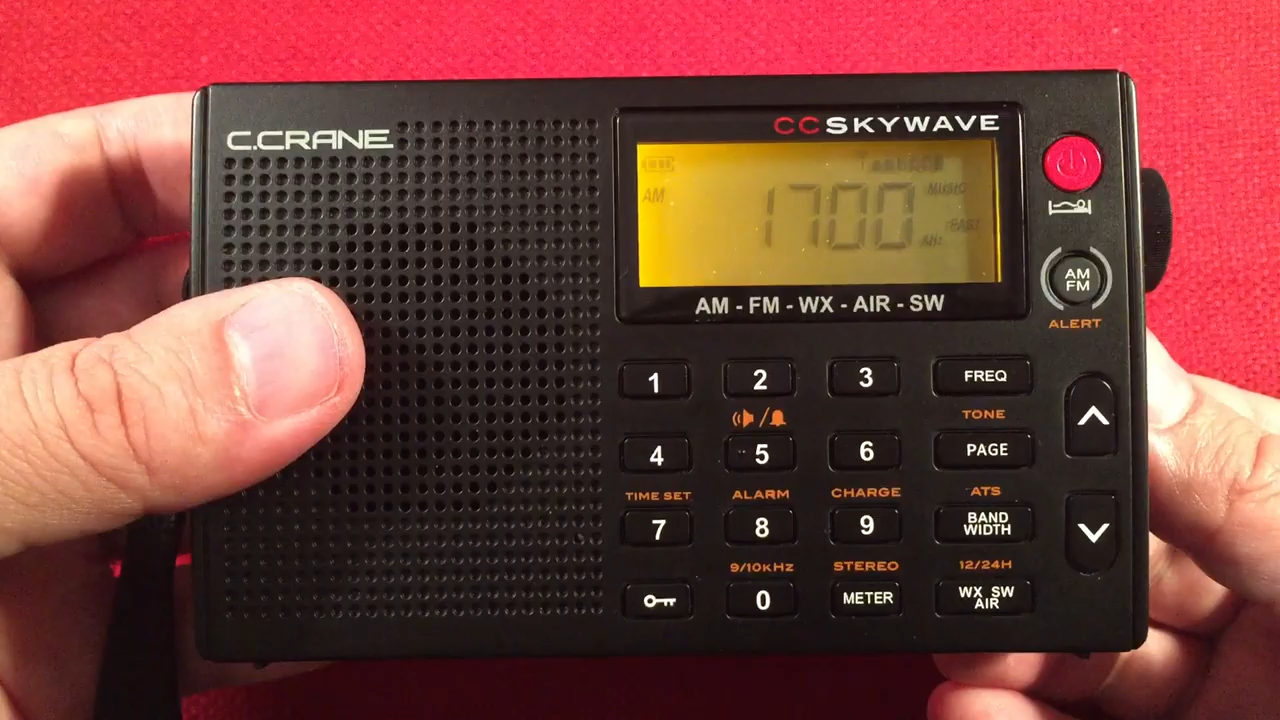 C.CRANE
CCSKYWAVE
AM
1700
MUSIC
FAST
kHz
AM - FM - WX - AIR - SW
AM
FM
ALERT
1
2
3
FREQ
TONE
4
5
6
PAGE
TIME SET
ALARM
CHARGE
ATS
7
8
9
BAND
WIDTH
9/10kHz
STEREO
12/24H
0
METER
WX SW
AIR